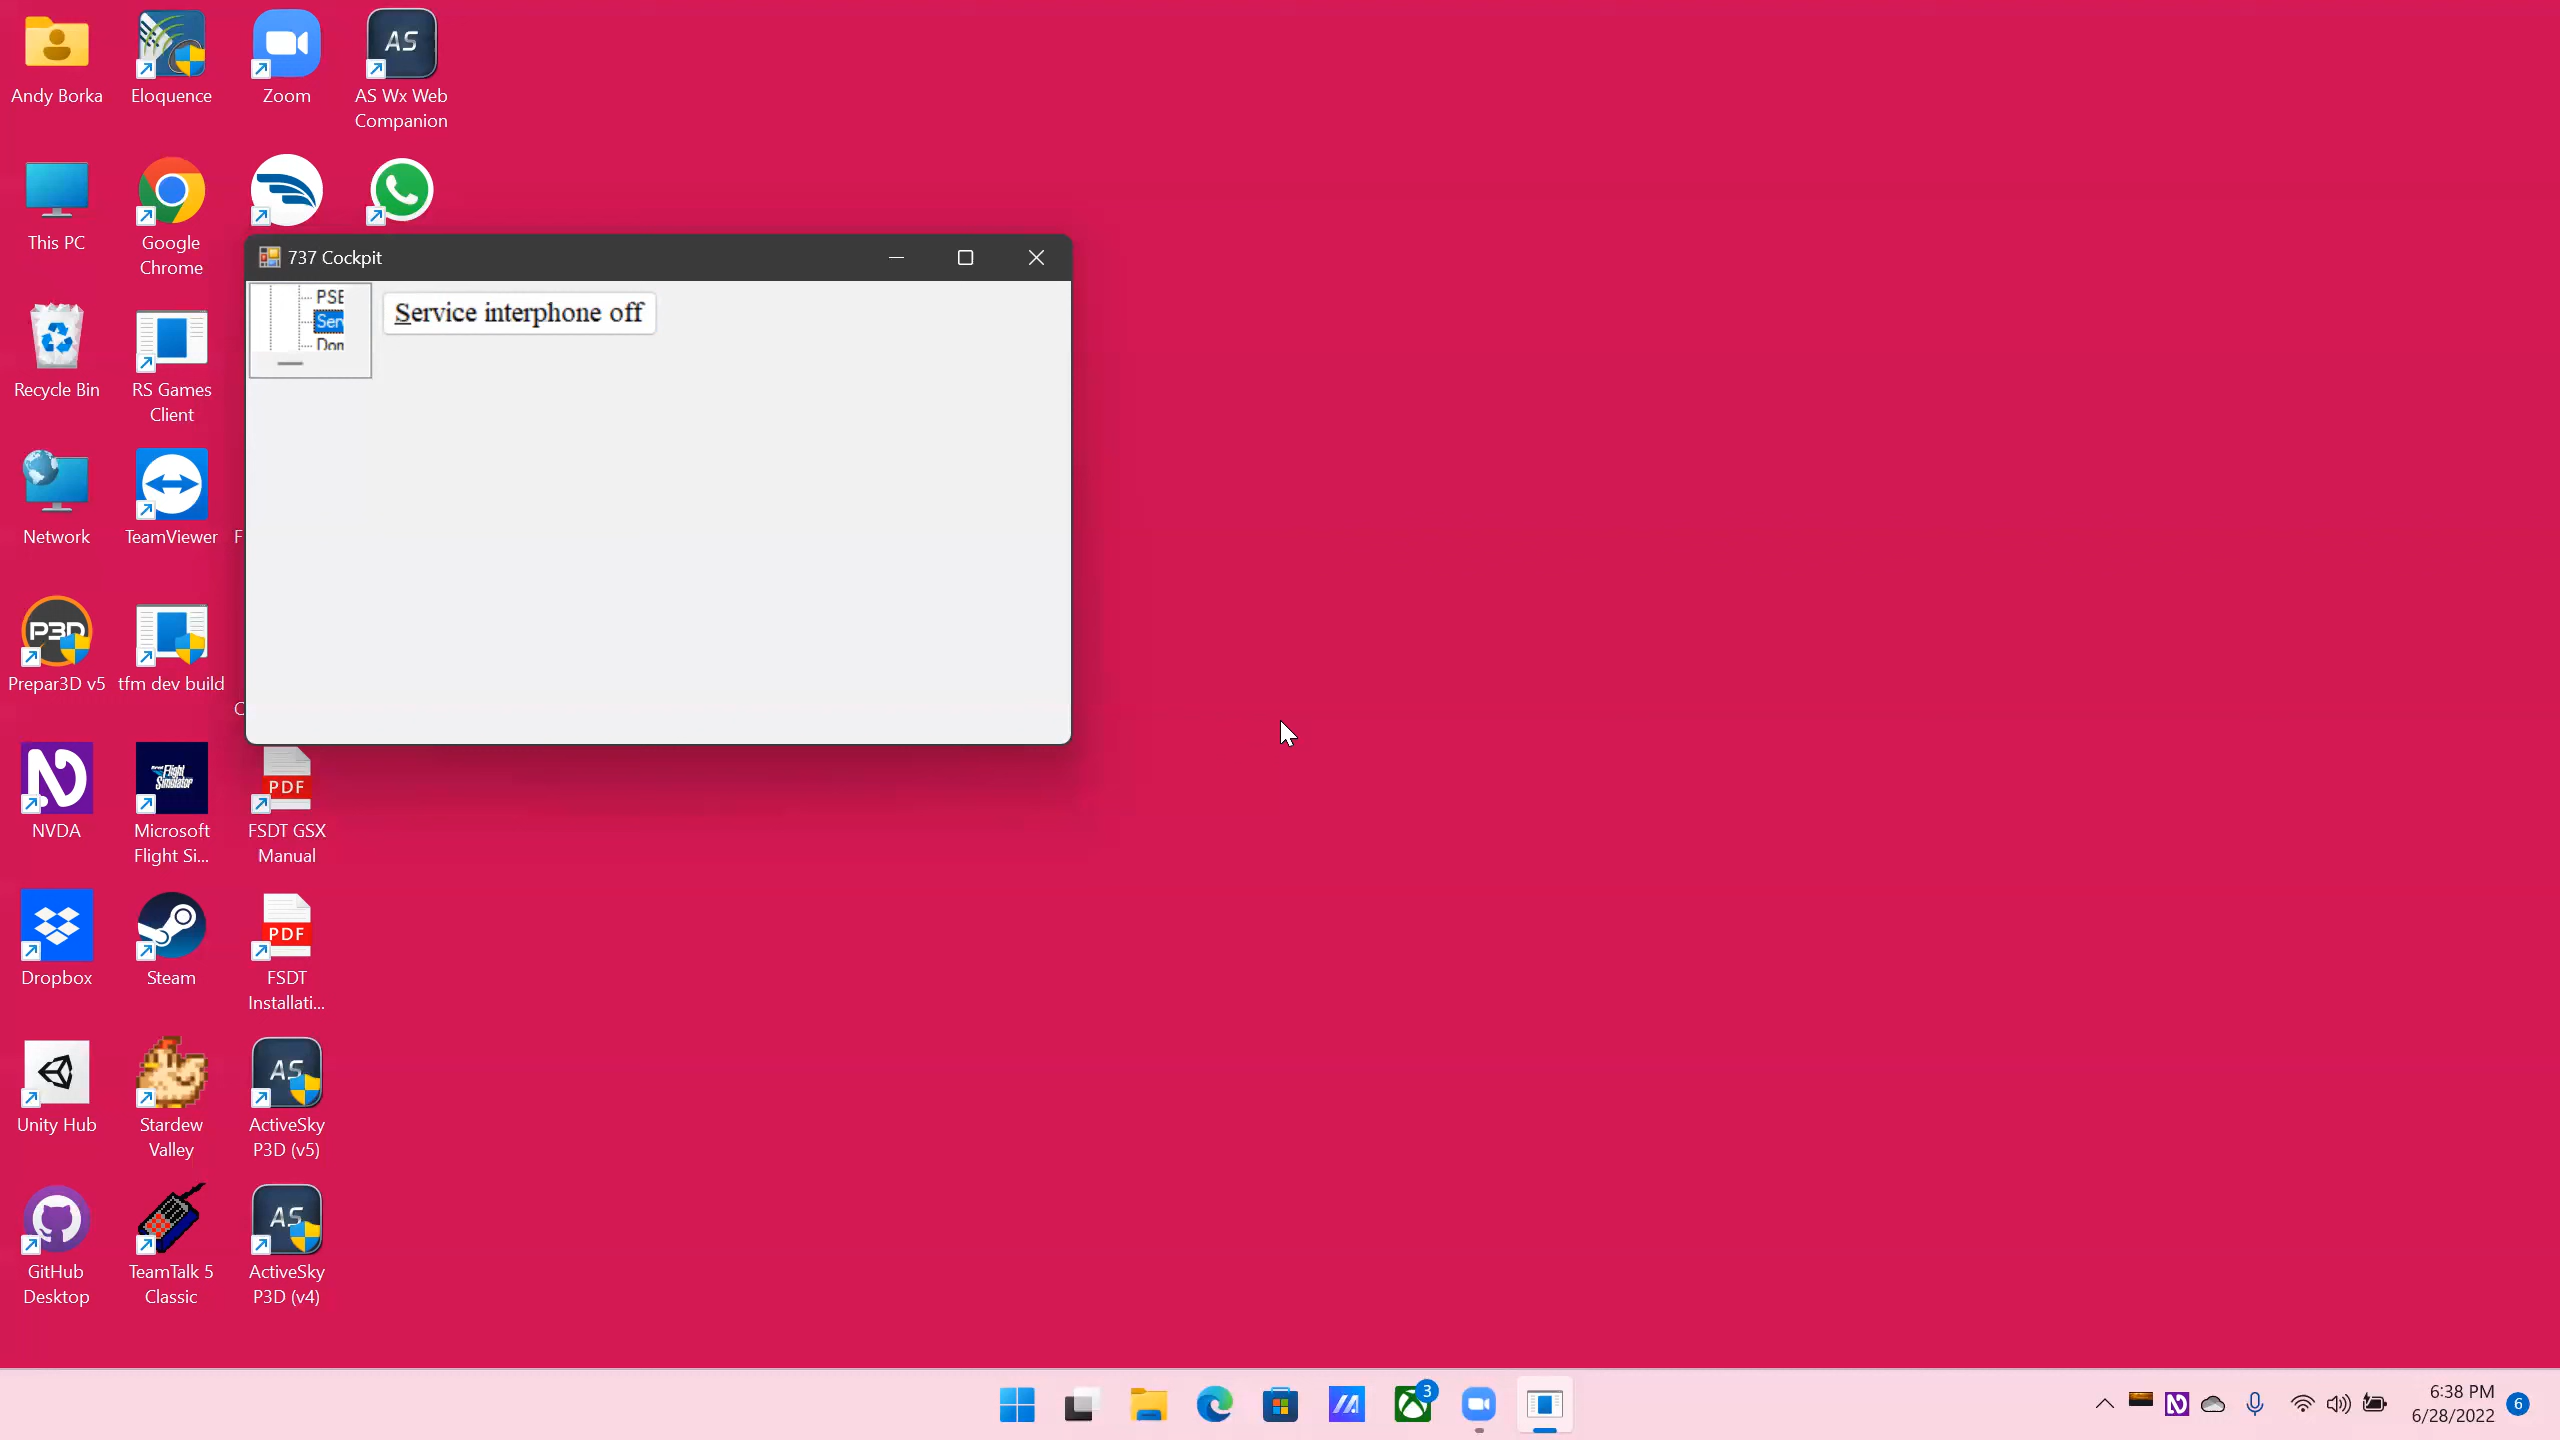 Andy Borka
Eloquence
Zoom
AS
AS Wx Web
Companion
This PC
Google
Chrome
737 Cockpit
PSE
Ser
Dom
Service interphone off
Recycle Bin
RS Games
Client
Network
TeamViewer
F
P3D
Prepar3D v5
tfm dev build
C
NVDA
Flight
Simulator
Microsoft
Flight Si...
PDF
FSDT GSX
Manual
Dropbox
Steam
PDF
FSDT
Installati...
Unity Hub
Stardew
Valley
AS
ActiveSky
P3D (v5)
GitHub
Desktop
TeamTalk 5
Classic
AS
ActiveSky
P3D (v4)
3
6:38 PM
6/28/2022
6